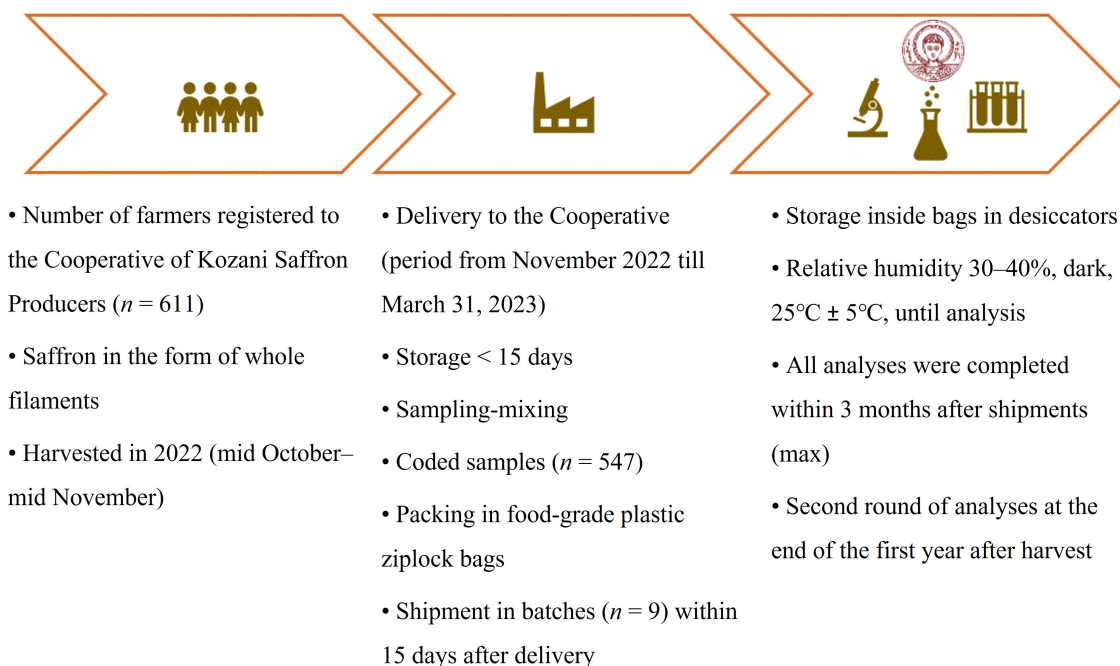 • Number of farmers registered to
the Cooperative of Kozani Saffron
Producers (n = 611)
• Saffron in the form of whole
filaments
• Harvested in 2022 (mid October–
mid November)
• Delivery to the Cooperative
(period from November 2022 till
March 31, 2023)
• Storage < 15 days
• Sampling-mixing
• Coded samples (n = 547)
• Packing in food-grade plastic
ziplock bags
• Shipment in batches (n = 9) within
15 days after delivery
• Storage inside bags in desiccators
• Relative humidity 30–40%, dark,
25°C ± 5°C, until analysis
• All analyses were completed
within 3 months after shipments
(max)
• Second round of analyses at the
end of the first year after harvest